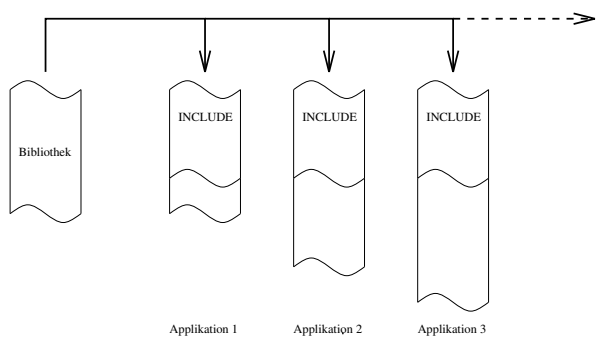 INCLUDE INCLUDE INCLUDE
Bibliothek
Applikation 1 Applikation 2 Applikation 3